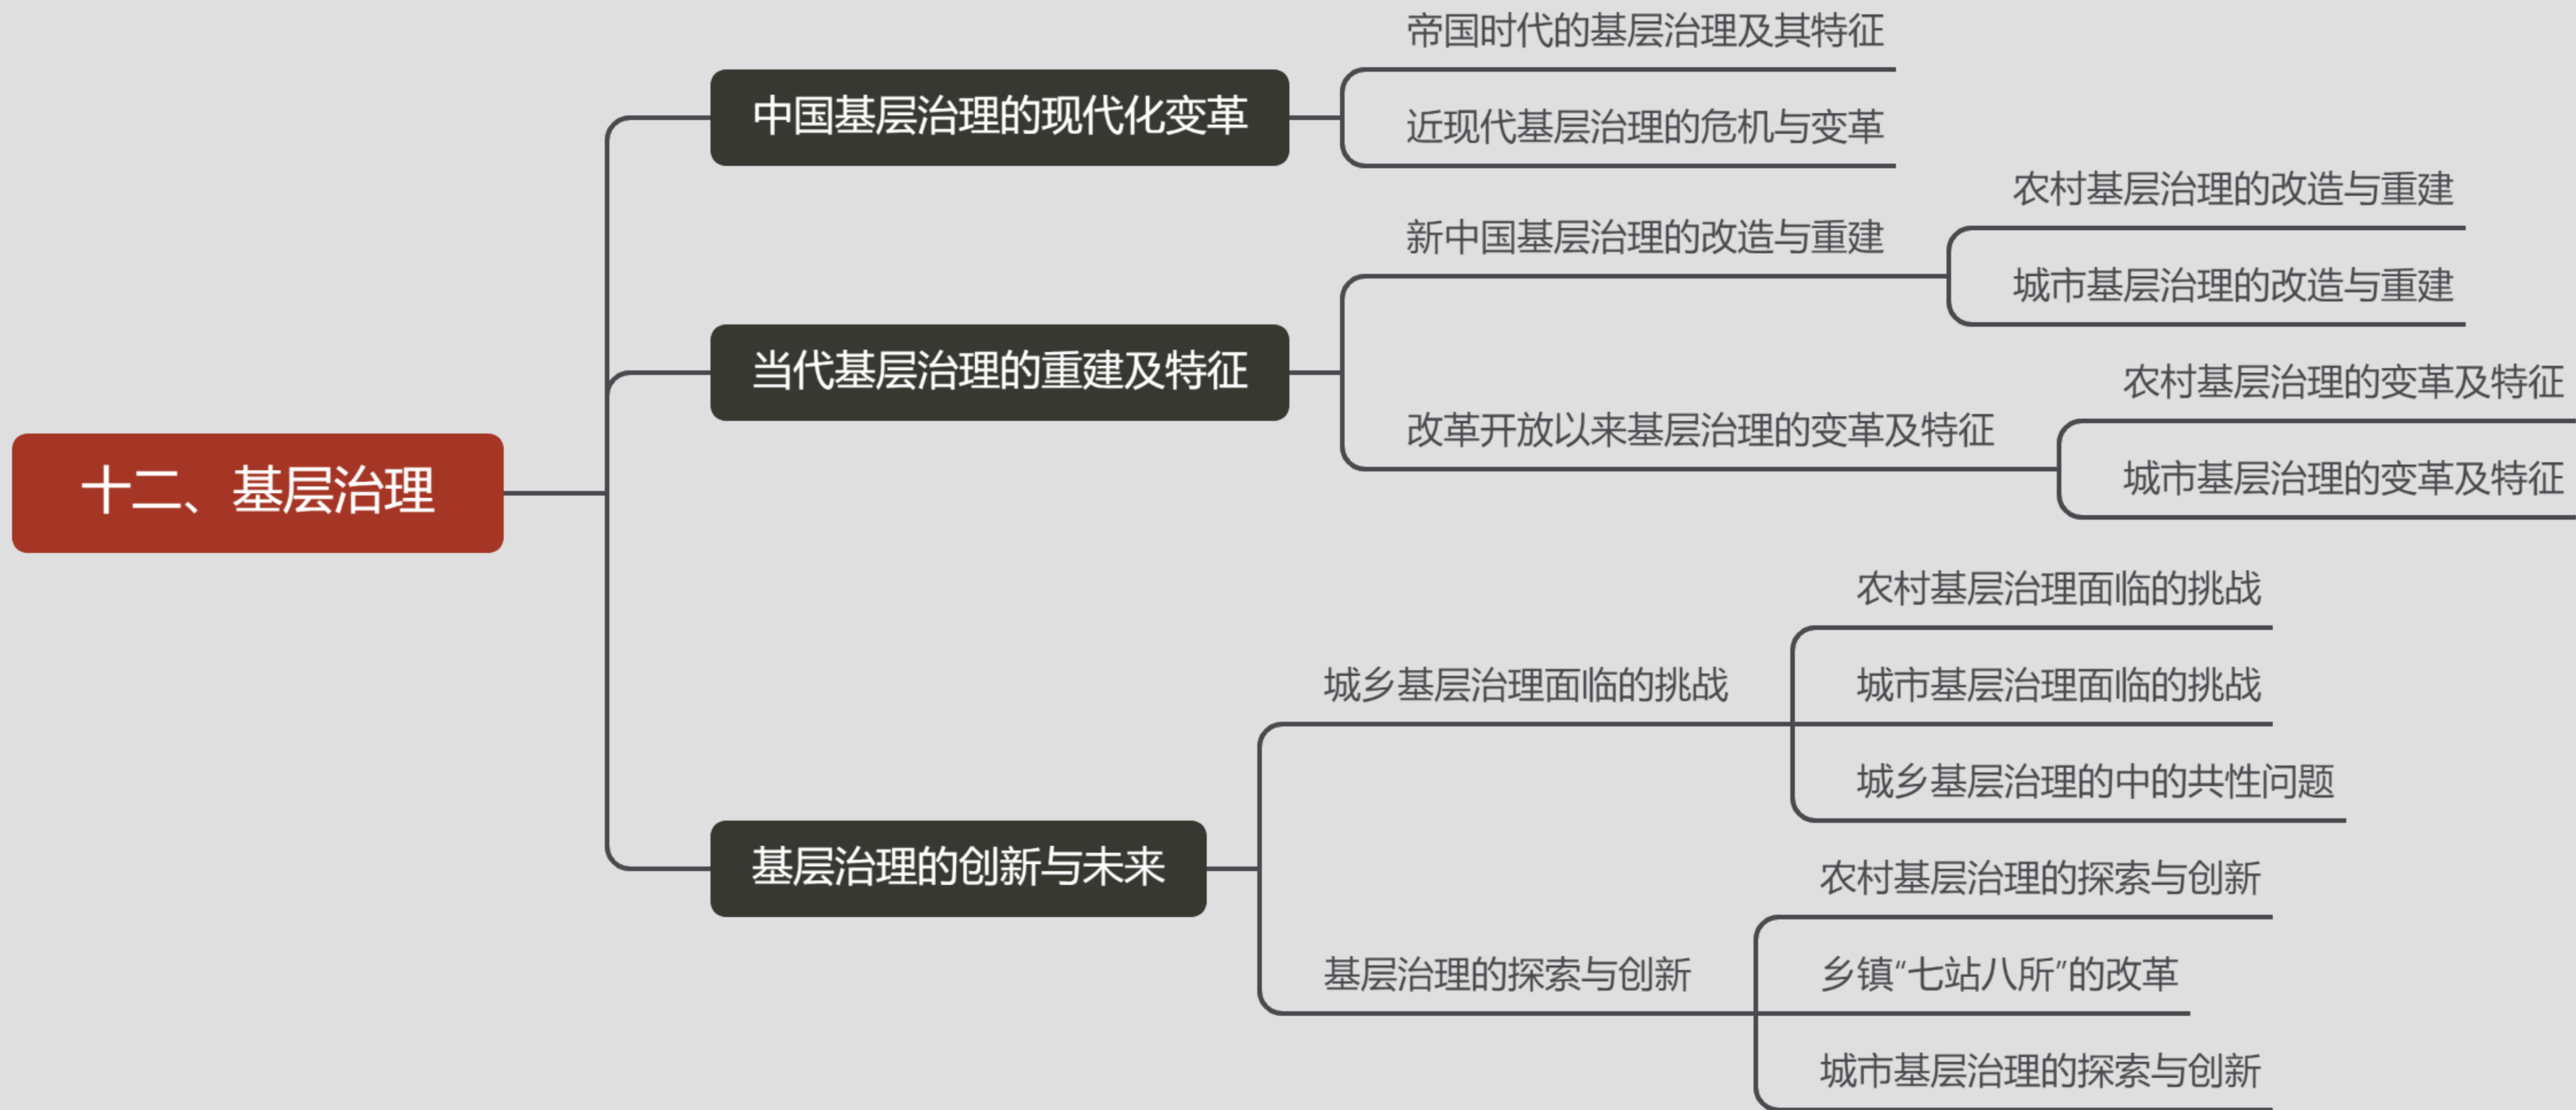 十二、基层治理
中国基层治理的现代化变革
帝国时代的基层治理及其特征
近现代基层治理的危机与变革
当代基层治理的重建及特征
新中国基层治理的改造与重建
农村基层治理的改造与重建
城市基层治理的改造与重建
改革开放以来基层治理的变革及特征
农村基层治理的变革及特征
城市基层治理的变革及特征
基层治理的创新与未来
城乡基层治理面临的挑战
农村基层治理面临的挑战
城市基层治理面临的挑战
城乡基层治理的中的共性问题
基层治理的探索与创新
农村基层治理的探索与创新
乡镇“七站八所”的改革
城市基层治理的探索与创新